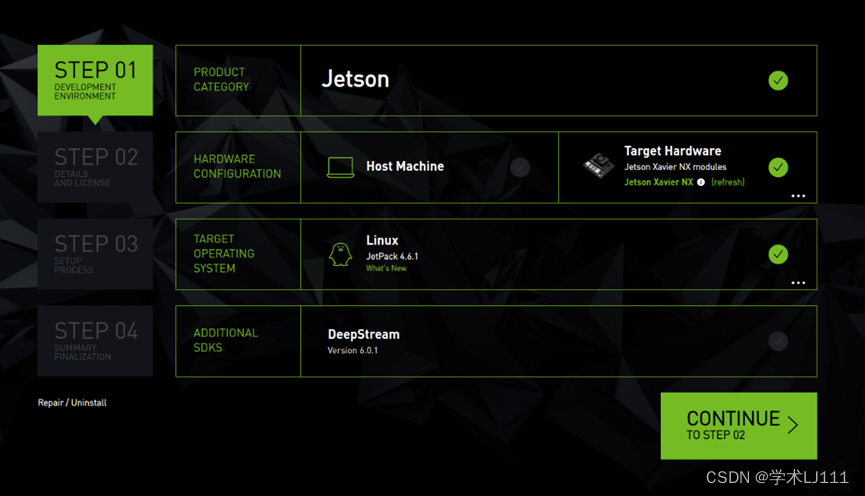 STEP 01
DEVELOPMENT
ENVIRONMENT
PRODUCT
CATEGORY
Jetson
STEP 02
DETAILS
AND LICENSE
HARDWARE
CONFIGURATION
Host Machine
Target Hardware
Jetson Xavier NX modules
Jetson Xavier NX (refresh)
STEP 03
SETUP
PROCESS
TARGET
OPERATING
SYSTEM
Linux
JetPack 4.6.1
What's New
STEP 04
SUMMARY
FINALIZATION
ADDITIONAL
SDKS
DeepStream
Version 6.0.1
Repair / Uninstall
CONTINUE
TO STEP 02
CSDN @学术LJ111